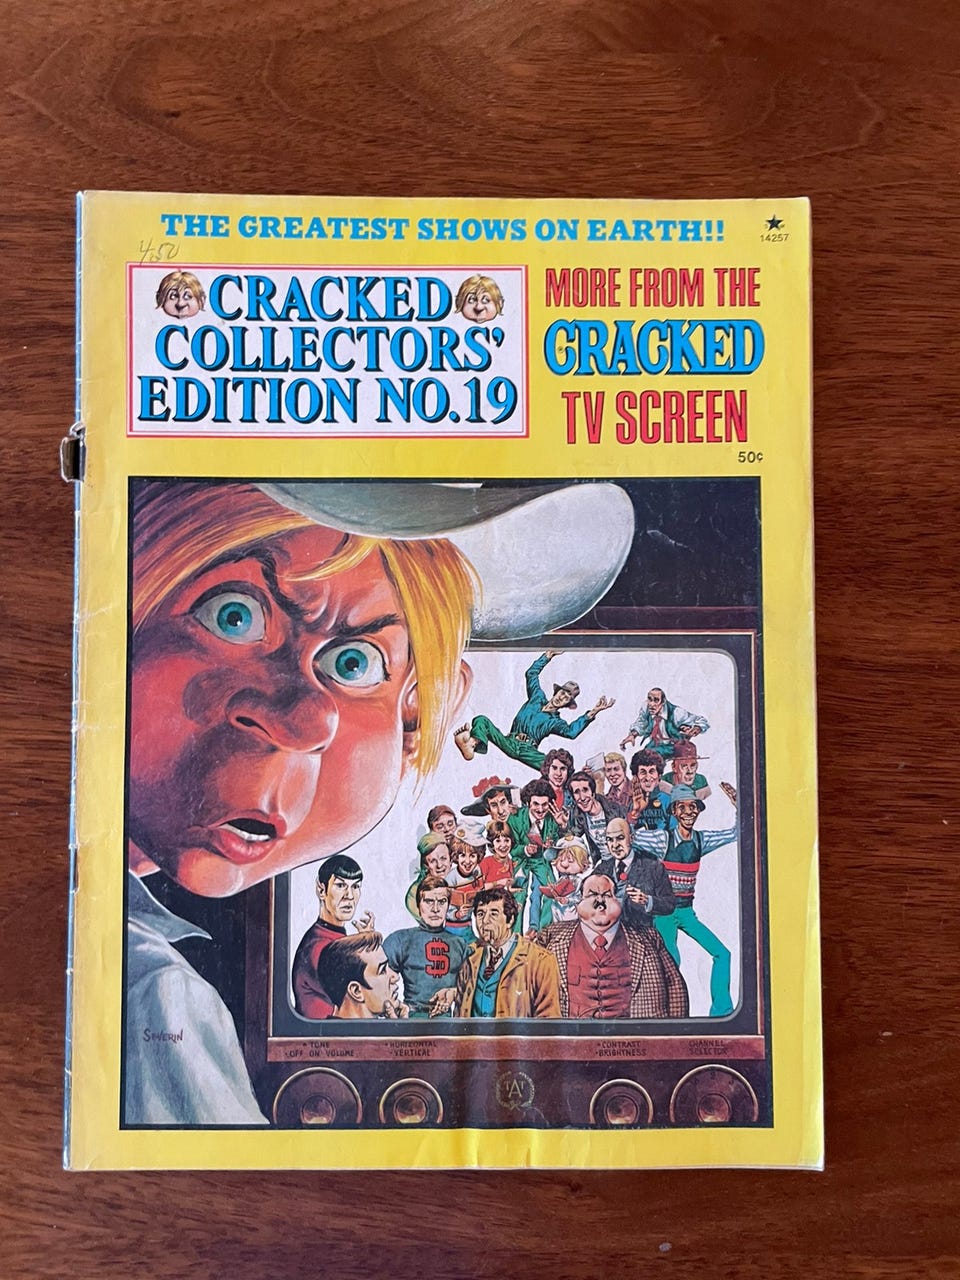 THE GREATEST SHOWS ON EARTH!!
14257
4.50
CRACKED
COLLECTORS'
EDITION NO.19
MORE FROM THE
CRACKED
TV SCREEN
50¢
SEVERIN
• TONE
• OFF ON VOLUME
• HORIZONTAL
• VERTICAL
• CONTRAST
• BRIGHTNESS
CHANNEL
SELECTOR
TAT